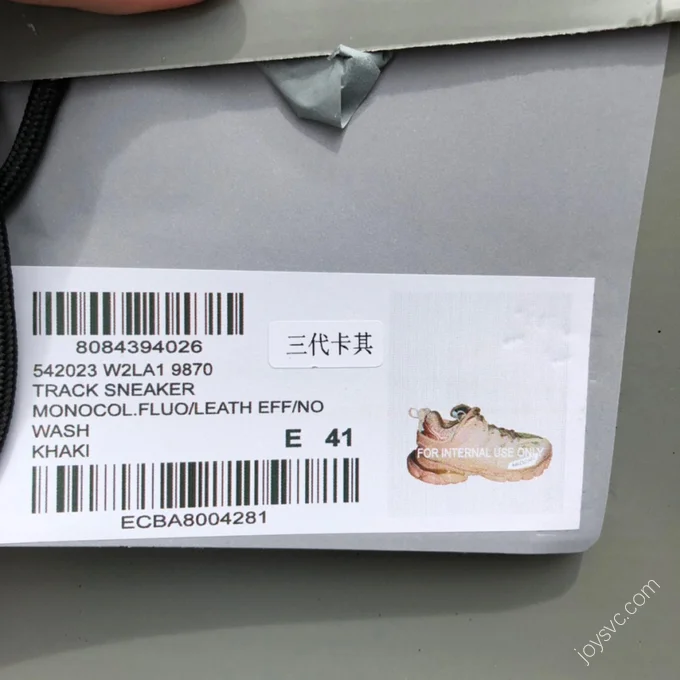 8084394026
三代卡其
542023 W2LA1 9870
TRACK SNEAKER
MONOCOL.FLUO/LEATH EFF/NO
WASH
E 41
KHAKI
ECBA8004281
FOR INTERNAL USE ONLY
joysvc.com